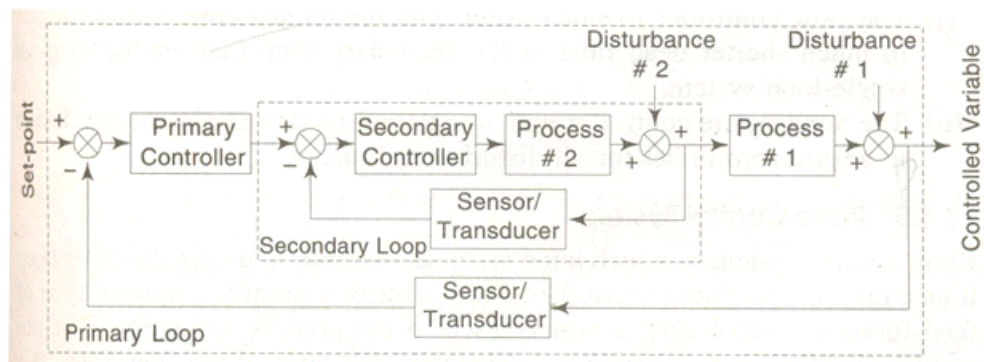 Disturbance
# 2
Disturbance
# 1
Set-point
+
−
Primary
Controller
+
−
Secondary
Controller
Process
# 2
+
+
Process
# 1
+
+
Controlled Variable
Sensor/
Transducer
Secondary Loop
Sensor/
Transducer
Primary Loop